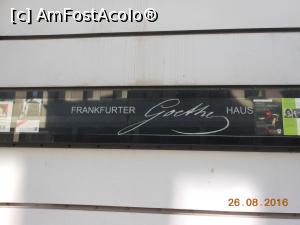 [c] AmFostAcolo®
FRANKFURTER Goethe HAUS
26.08.2016